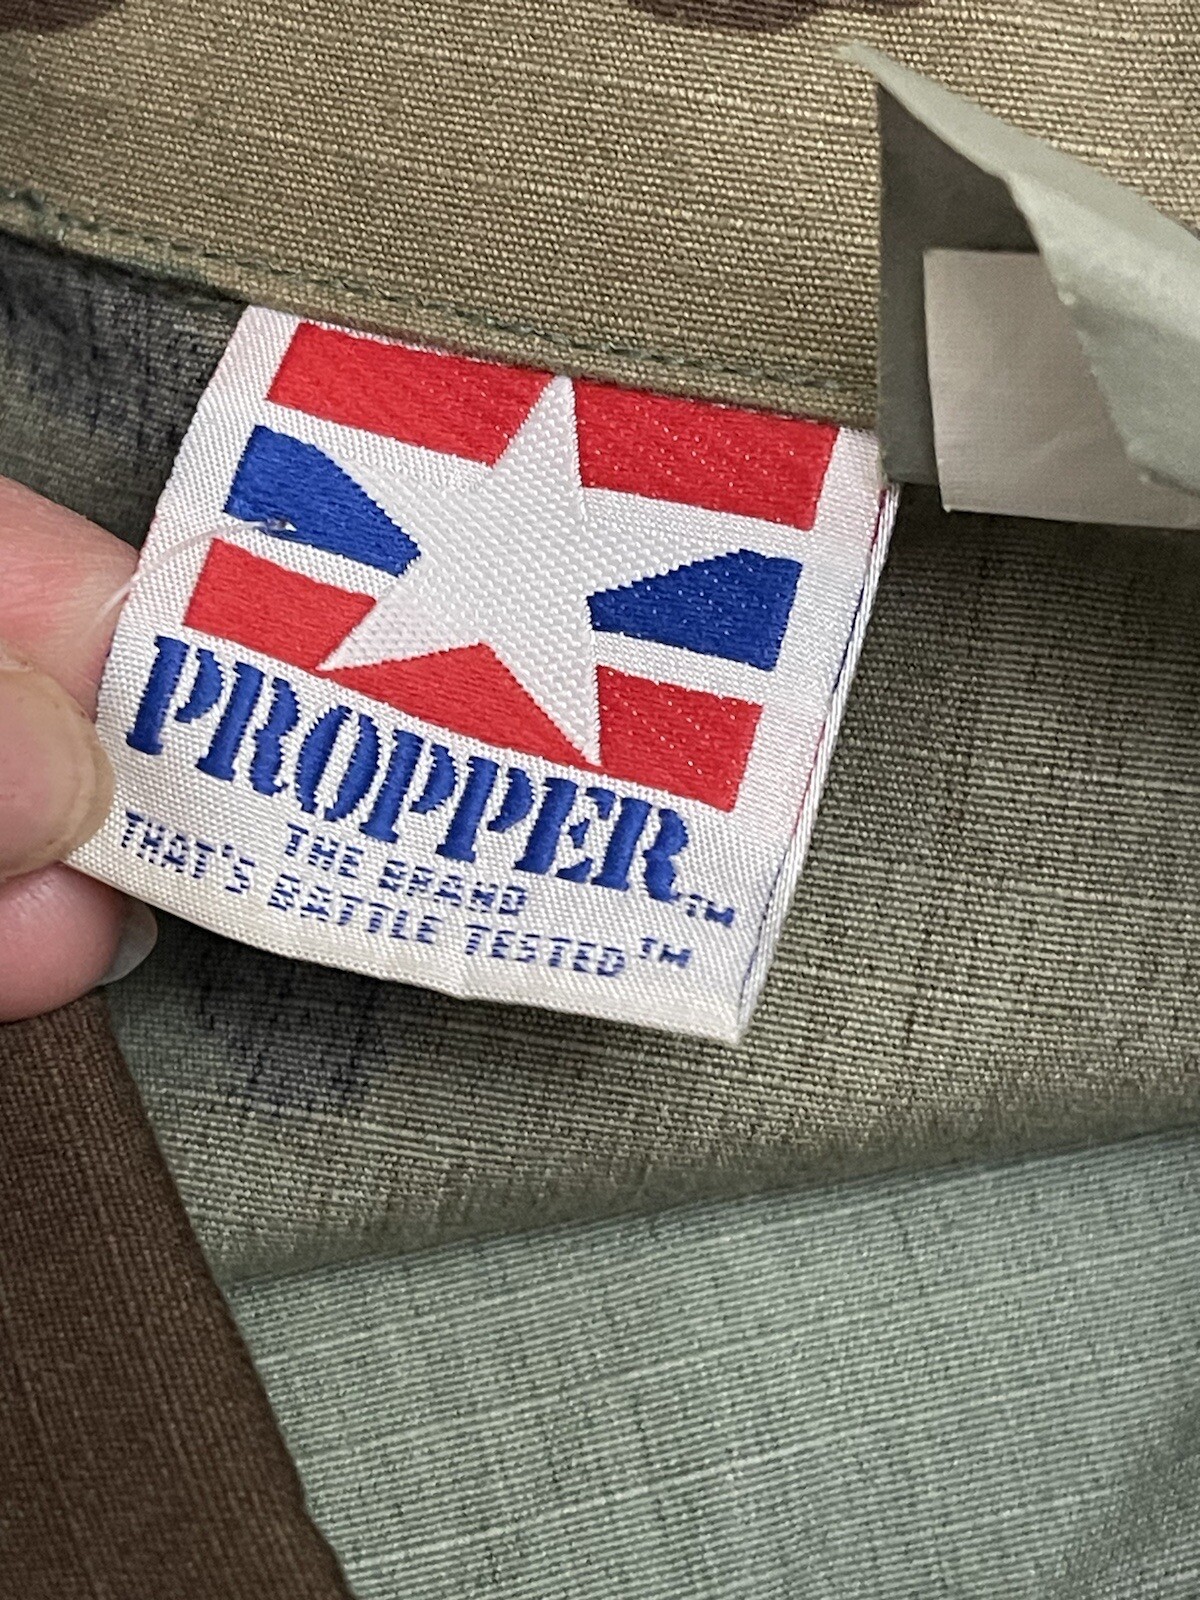 PROPPER™
THE BRAND
THAT'S BATTLE TESTED™